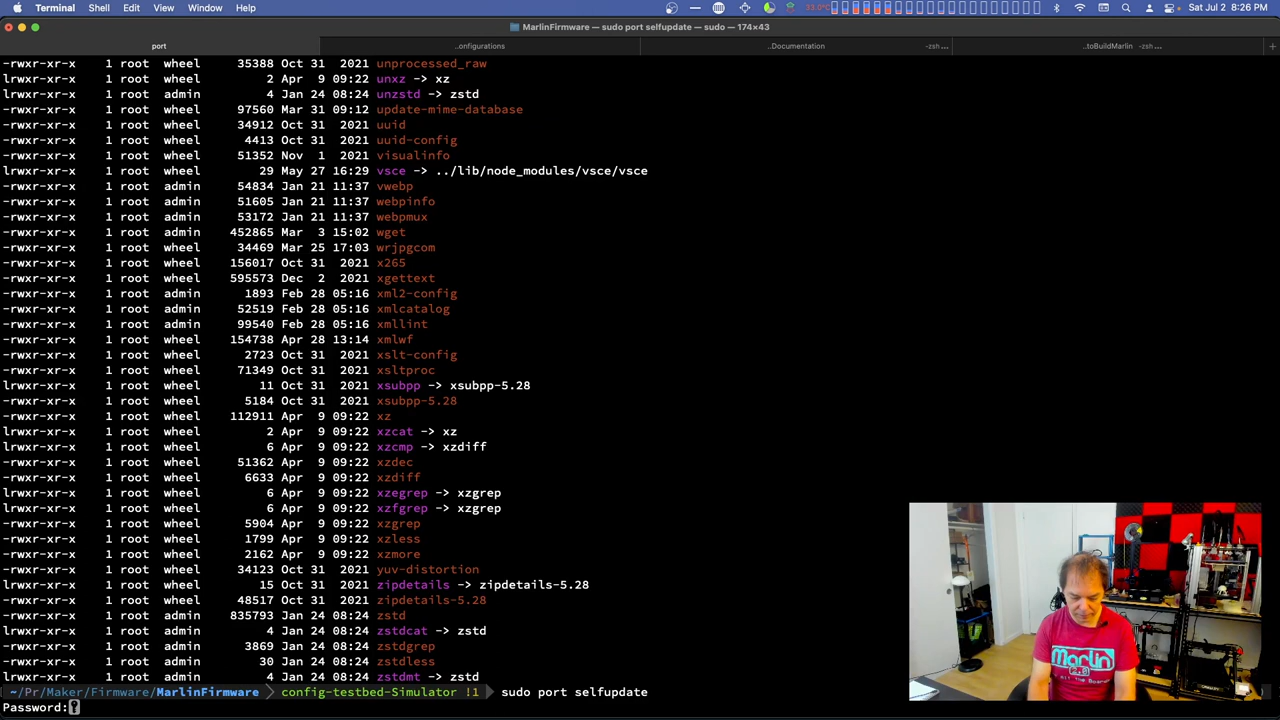 Terminal Shell Edit View Window Help 33.0°C Sat Jul 2 8:26 PM
MarlinFirmware — sudo port selfupdate — sudo — 174×43
port ..onfigurations ..Documentation -zsh... ..toBuildMarlin -zsh...
-rwxr-xr-x 1 root wheel 35388 Oct 31 2021 unprocessed_raw
lrwxr-xr-x 1 root wheel 2 Apr 9 09:22 unxz -> xz
lrwxr-xr-x 1 root admin 4 Jan 24 08:24 unzstd -> zstd
-rwxr-xr-x 1 root wheel 97560 Mar 31 09:12 update-mime-database
-rwxr-xr-x 1 root wheel 34912 Oct 31 2021 uuid
-rwxr-xr-x 1 root wheel 4413 Oct 31 2021 uuid-config
-rwxr-xr-x 1 root wheel 51352 Nov 1 2021 visualinfo
lrwxr-xr-x 1 root wheel 29 May 27 16:29 vsce -> ../lib/node_modules/vsce/vsce
-rwxr-xr-x 1 root admin 54834 Jan 21 11:37 vwebp
-rwxr-xr-x 1 root admin 51605 Jan 21 11:37 webpinfo
-rwxr-xr-x 1 root admin 53172 Jan 21 11:37 webpmux
-rwxr-xr-x 1 root admin 452865 Mar 3 15:02 wget
-rwxr-xr-x 1 root wheel 34469 Mar 25 17:03 wrjpgcom
-rwxr-xr-x 1 root wheel 156017 Oct 31 2021 x265
-rwxr-xr-x 1 root wheel 595573 Dec 2 2021 xgettext
-rwxr-xr-x 1 root admin 1893 Feb 28 05:16 xml2-config
-rwxr-xr-x 1 root admin 52519 Feb 28 05:16 xmlcatalog
-rwxr-xr-x 1 root admin 99540 Feb 28 05:16 xmllint
-rwxr-xr-x 1 root wheel 154738 Apr 28 13:14 xmlwf
-rwxr-xr-x 1 root wheel 2723 Oct 31 2021 xslt-config
-rwxr-xr-x 1 root wheel 71349 Oct 31 2021 xsltproc
lrwxr-xr-x 1 root wheel 11 Oct 31 2021 xsubpp -> xsubpp-5.28
-rwxr-xr-x 1 root wheel 5184 Oct 31 2021 xsubpp-5.28
-rwxr-xr-x 1 root wheel 112911 Apr 9 09:22 xz
lrwxr-xr-x 1 root wheel 2 Apr 9 09:22 xzcat -> xz
lrwxr-xr-x 1 root wheel 6 Apr 9 09:22 xzcmp -> xzdiff
-rwxr-xr-x 1 root wheel 51362 Apr 9 09:22 xzdec
-rwxr-xr-x 1 root wheel 6633 Apr 9 09:22 xzdiff
lrwxr-xr-x 1 root wheel 6 Apr 9 09:22 xzegrep -> xzgrep
lrwxr-xr-x 1 root wheel 6 Apr 9 09:22 xzfgrep -> xzgrep
-rwxr-xr-x 1 root wheel 5904 Apr 9 09:22 xzgrep
-rwxr-xr-x 1 root wheel 1799 Apr 9 09:22 xzless
-rwxr-xr-x 1 root wheel 2162 Apr 9 09:22 xzmore
-rwxr-xr-x 1 root wheel 34123 Oct 31 2021 yuv-distortion
lrwxr-xr-x 1 root wheel 15 Oct 31 2021 zipdetails -> zipdetails-5.28
-rwxr-xr-x 1 root wheel 48517 Oct 31 2021 zipdetails-5.28
-rwxr-xr-x 1 root admin 835793 Jan 24 08:24 zstd
lrwxr-xr-x 1 root admin 4 Jan 24 08:24 zstdcat -> zstd
-rwxr-xr-x 1 root admin 3869 Jan 24 08:24 zstdgrep
-rwxr-xr-x 1 root admin 30 Jan 24 08:24 zstdless
lrwxr-xr-x 1 root admin 4 Jan 24 08:24 zstdmt -> zstd
~/Pr/Maker/Firmware/MarlinFirmware config-testbed-Simulator !1 sudo port selfupdate
Password:
Marlin
2.0